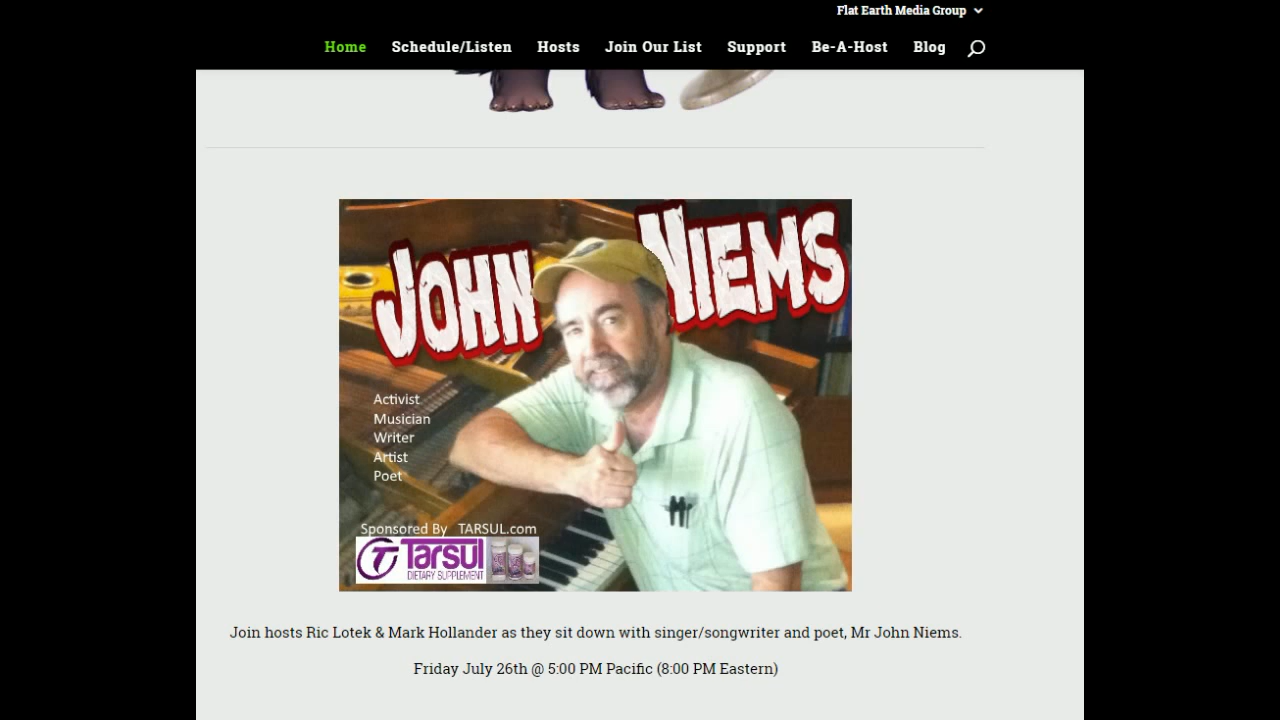 Flat Earth Media Group
Home Schedule/Listen Hosts Join Our List Support Be-A-Host Blog
JOHN NIEMS
Activist
Musician
Writer
Artist
Poet
Sponsored By TARSUL.com
T Tarsul
DIETARY SUPPLEMENT
Join hosts Ric Lotek & Mark Hollander as they sit down with singer/songwriter and poet, Mr John Niems.
Friday July 26th @ 5:00 PM Pacific (8:00 PM Eastern)